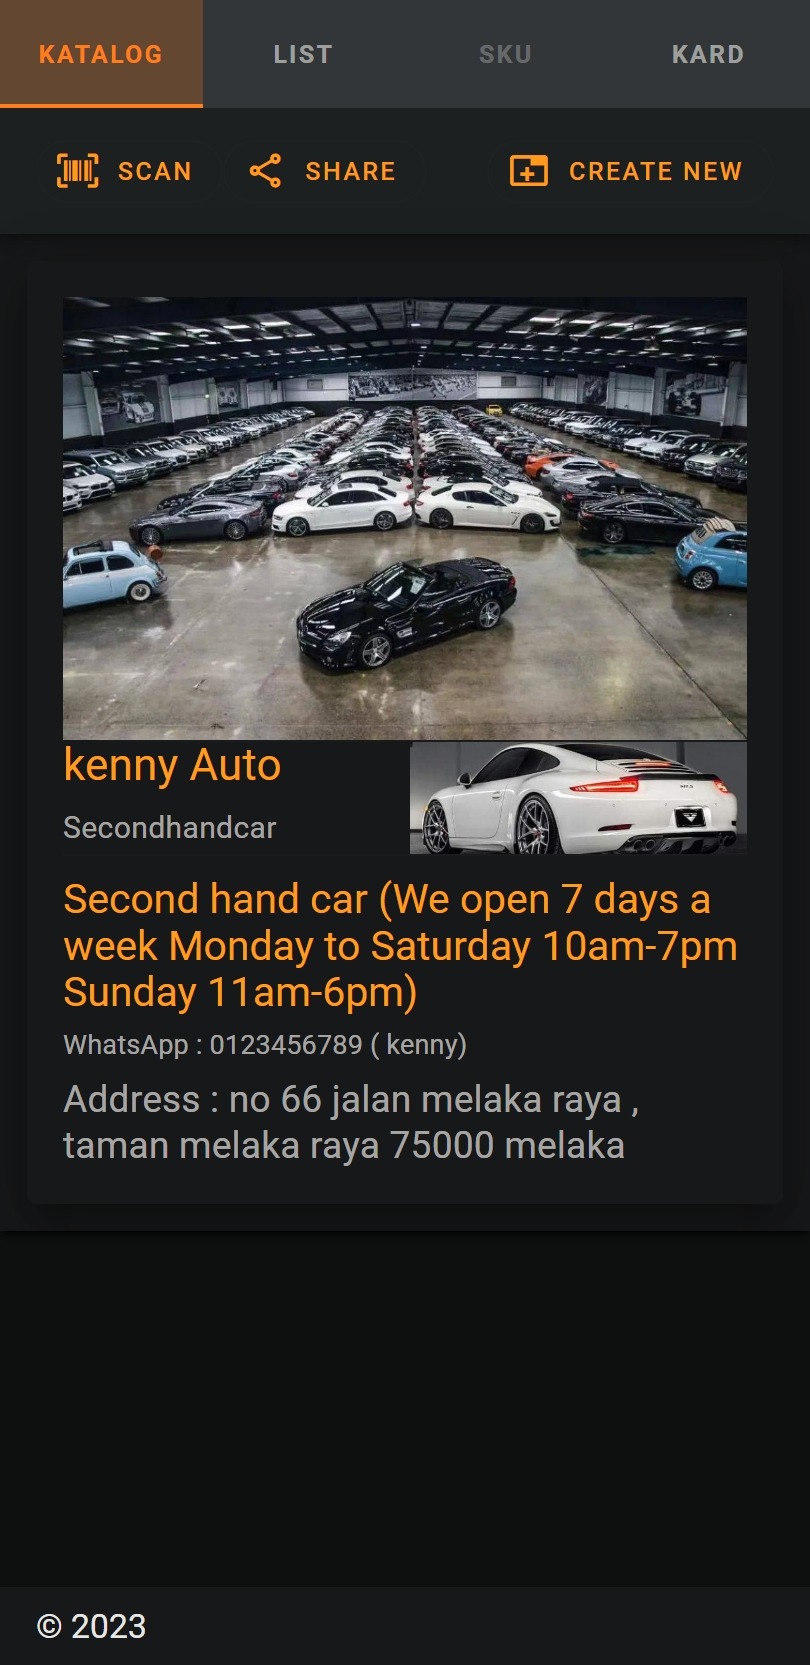 KATALOG LIST SKU KARD
SCAN SHARE CREATE NEW
kenny Auto
Secondhandcar
Second hand car (We open 7 days a
week Monday to Saturday 10am-7pm
Sunday 11am-6pm)
WhatsApp : 0123456789 ( kenny)
Address : no 66 jalan melaka raya ,
taman melaka raya 75000 melaka
© 2023